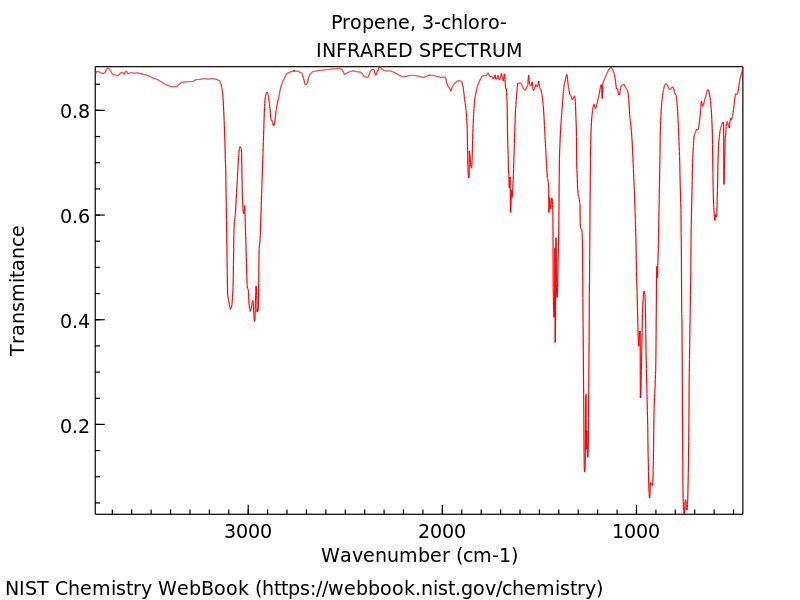 Propene, 3-chloro-
INFRARED SPECTRUM
Transmitance
0.8
0.6
0.4
0.2
3000 2000 1000
Wavenumber (cm-1)
NIST Chemistry WebBook (https://webbook.nist.gov/chemistry)